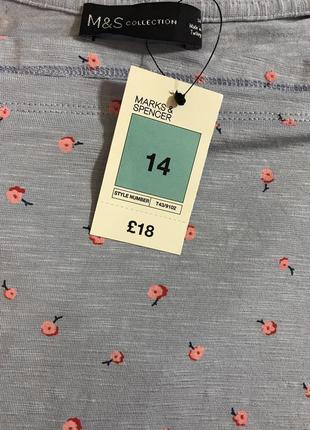 M&S COLLECTION
MARKS &
SPENCER
14
STYLE NUMBER T43/9102
£18